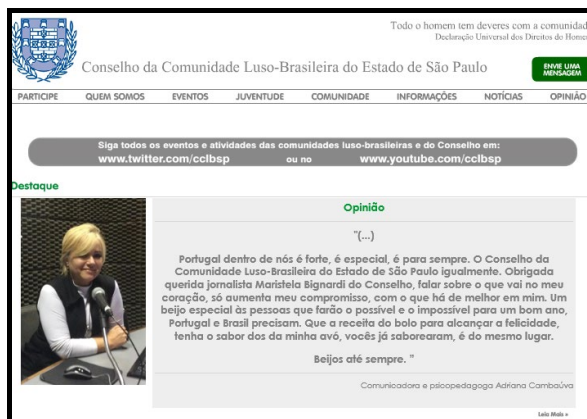 Todo o homem tem deveres com a comunidad
Declaração Universal dos Direitos do Home
Conselho da Comunidade Luso-Brasileira do Estado de São Paulo
ENVIE UMA
MENSAGEM
PARTICIPE QUEM SOMOS EVENTOS JUVENTUDE COMUNIDADE INFORMAÇÕES NOTÍCIAS OPINIÃO
Siga todos os eventos e atividades das comunidades luso-brasileiras e do Conselho em:
www.twitter.com/cclbsp ou no www.youtube.com/cclbsp
Destaque
Opinião
"(...)
Portugal dentro de nós é forte, é especial, é para sempre. O Conselho da
Comunidade Luso-Brasileira do Estado de São Paulo igualmente. Obrigada
querida jornalista Maristela Bignardi do Conselho, falar sobre o que vai no meu
coração, só aumenta meu compromisso, com o que há de melhor em mim. Um
beijo especial às pessoas que farão o possível e o impossível para um bom ano,
Portugal e Brasil precisam. Que a receita do bolo para alcançar a felicidade,
tenha o sabor dos da minha avó, vocês já saborearam, é do mesmo lugar.
Beijos até sempre. "
Comunicadora e psicopedagoga Adriana Cambaúva
Leia Mais »